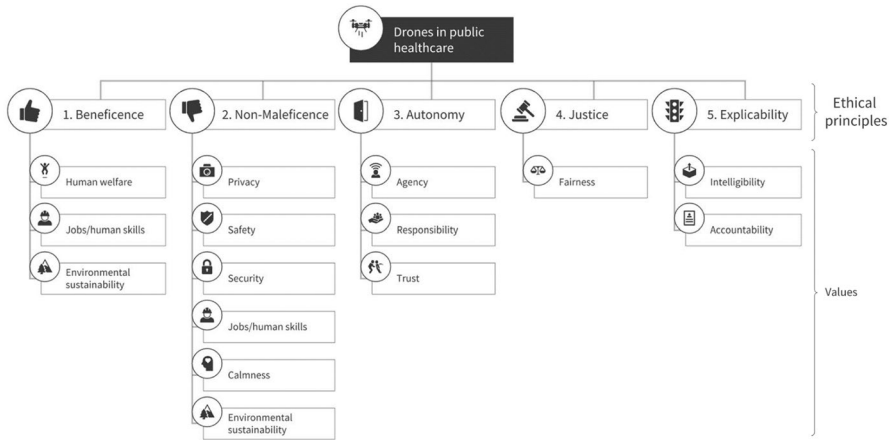 Drones in public
healthcare
1. Beneficence
2. Non-Maleficence
3. Autonomy
4. Justice
5. Explicability
Ethical
principles
Human welfare
Privacy
Agency
Fairness
Intelligibility
Jobs/human skills
Safety
Responsibility
Accountability
Environmental
sustainability
Security
Trust
Values
Jobs/human skills
Calmness
Environmental
sustainability